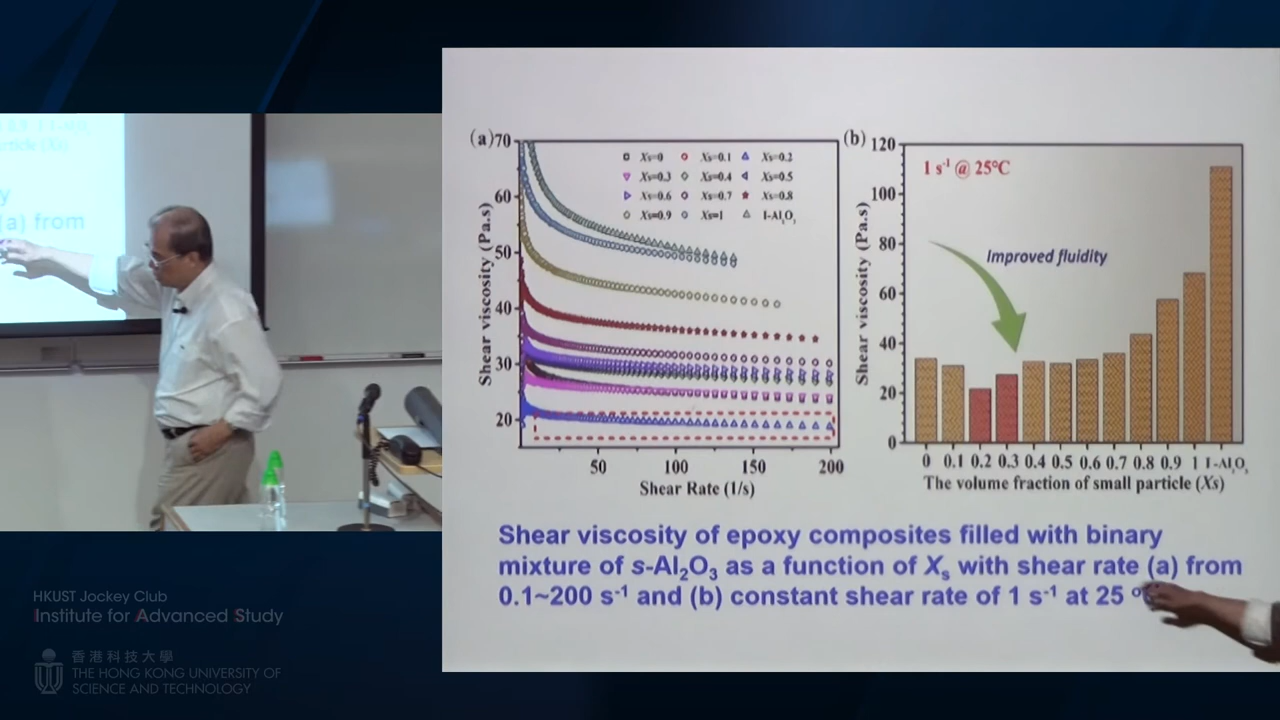 (a)
70
60
50
40
30
20
Shear viscosity (Pa.s)
Xs=0 Xs=0.1 Xs=0.2
Xs=0.3 Xs=0.4 Xs=0.5
Xs=0.6 Xs=0.7 Xs=0.8
Xs=0.9 Xs=1 I-Al₂O₃
50 100 150 200
Shear Rate (1/s)
(b)
120
100
80
60
40
20
0
Shear viscosity (Pa.s)
1 s⁻¹ @ 25°C
Improved fluidity
0 0.1 0.2 0.3 0.4 0.5 0.6 0.7 0.8 0.9 1 I-Al₂O₃
The volume fraction of small particle (Xs)
Shear viscosity of epoxy composites filled with binary
mixture of s-Al₂O₃ as a function of Xₛ with shear rate (a) from
0.1~200 s⁻¹ and (b) constant shear rate of 1 s⁻¹ at 25 º
(a) from
HKUST Jockey Club
Institute for Advanced Study
香港科技大學
THE HONG KONG UNIVERSITY OF
SCIENCE AND TECHNOLOGY